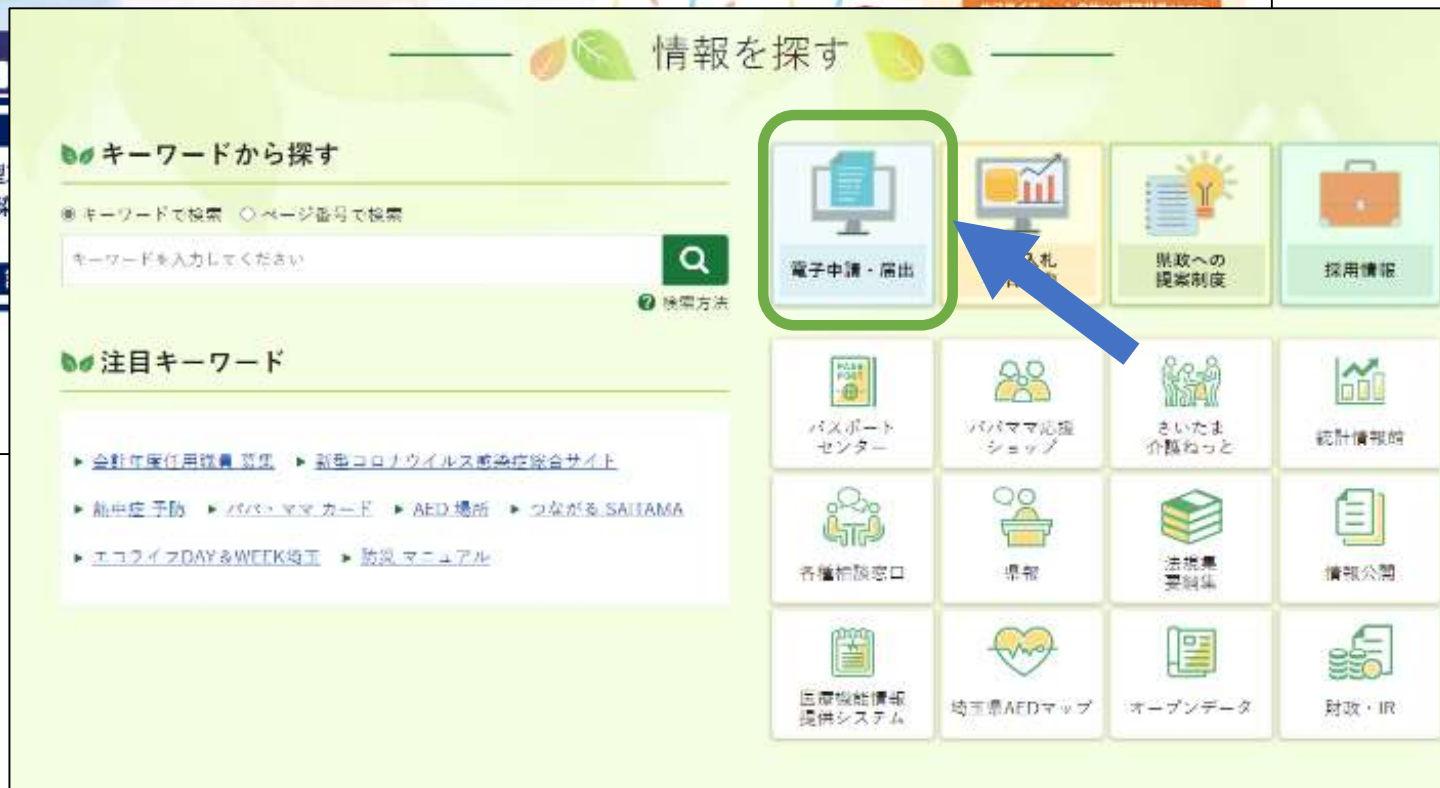 情報を探す
キーワードから探す
キーワードで検索 ページ番号で検索
キーワードを入力してください
検索方法
注目キーワード
会計年度任用職員 募集 新型コロナウイルス感染症総合サイト
熱中症 予防 パパ・ママ カード AED 場所 つながる SAITAMA
エコライフDAY&WEEK埼玉 防災 マニュアル
電子申請・届出
入札
県政への
提案制度
採用情報
PASS
PORT
パスポート
センター
パパママ応援
ショップ
さいたま
介護ねっと
統計情報館
各種相談窓口
県報
法規集
要綱集
情報公開
医療機能情報
提供システム
埼玉県AEDマップ
オープンデータ
財政・IR